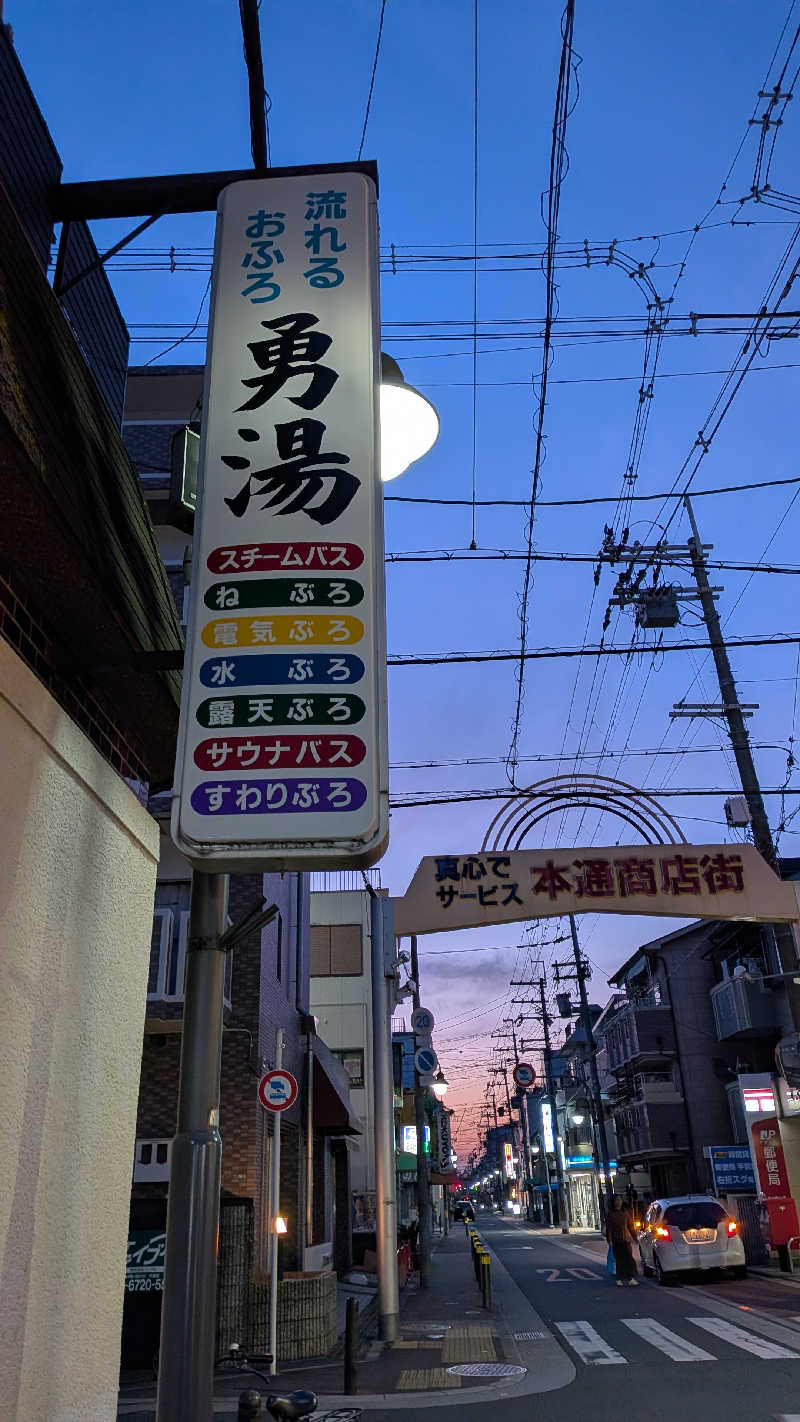 流れる
おふろ
勇湯
スチームバス
ねぶろ
電気ぶろ
水ぶろ
露天ぶろ
サウナバス
すわりぶろ
真心で
サービス
本通商店街
郵便局
20
20